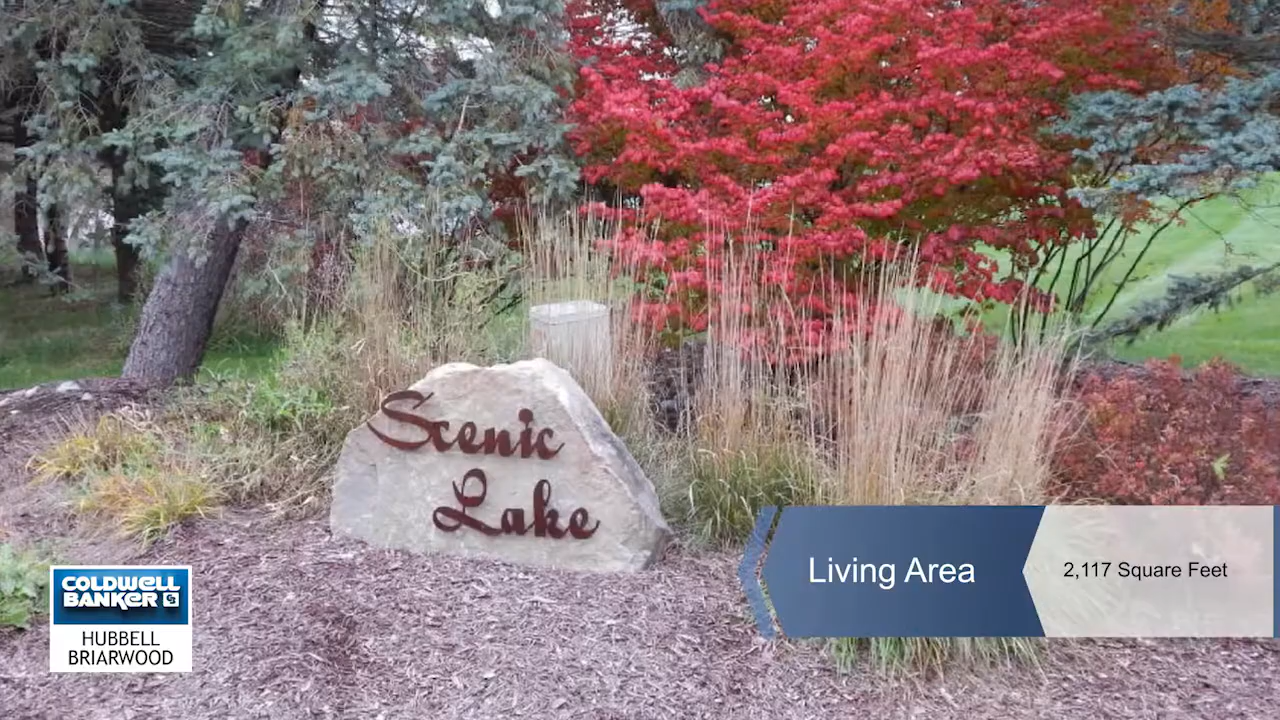 Scenic
Lake
Living Area
2,117 Square Feet
COLDWELL
BANKER
HUBBELL
BRIARWOOD